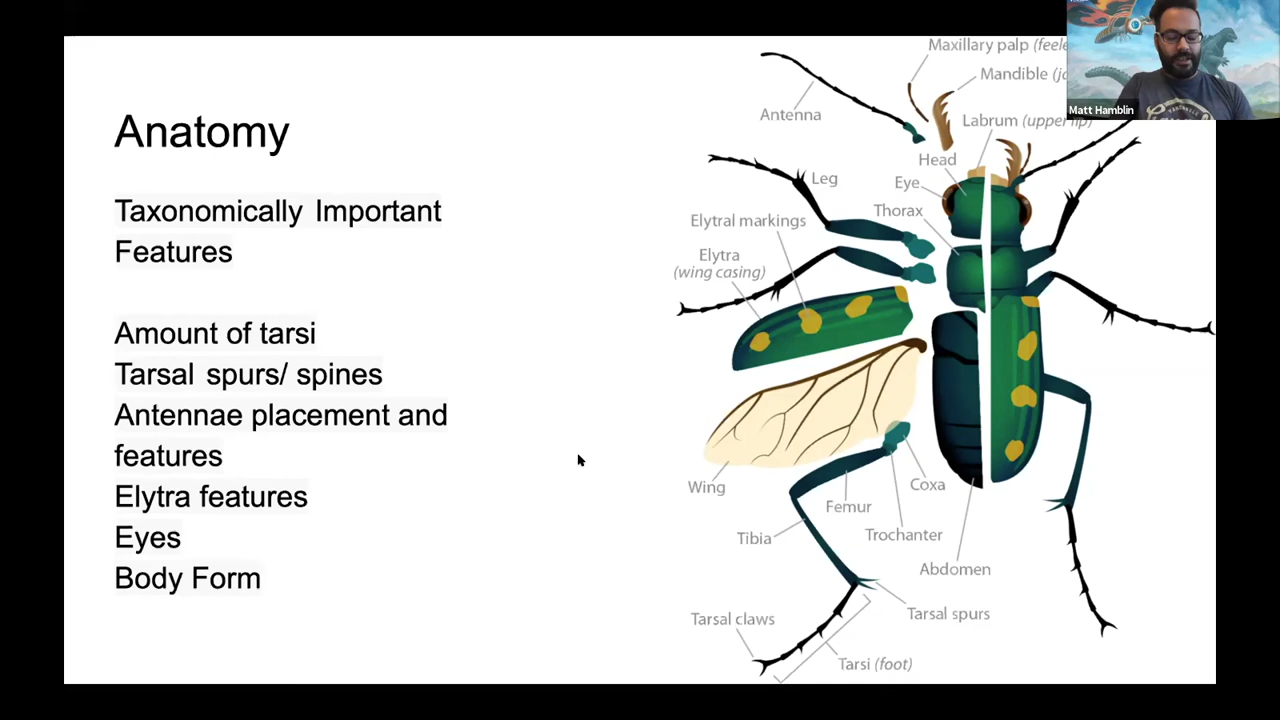 Anatomy
Taxonomically Important
Features
Amount of tarsi
Tarsal spurs/ spines
Antennae placement and
features
Elytra features
Eyes
Body Form
Maxillary palp
Mandible
Antenna
Labrum (upper lip)
Head
Leg
Eye
Thorax
Elytral markings
Elytra
(wing casing)
Wing
Coxa
Femur
Trochanter
Tibia
Abdomen
Tarsal spurs
Tarsal claws
Tarsi (foot)
Matt Hamblin